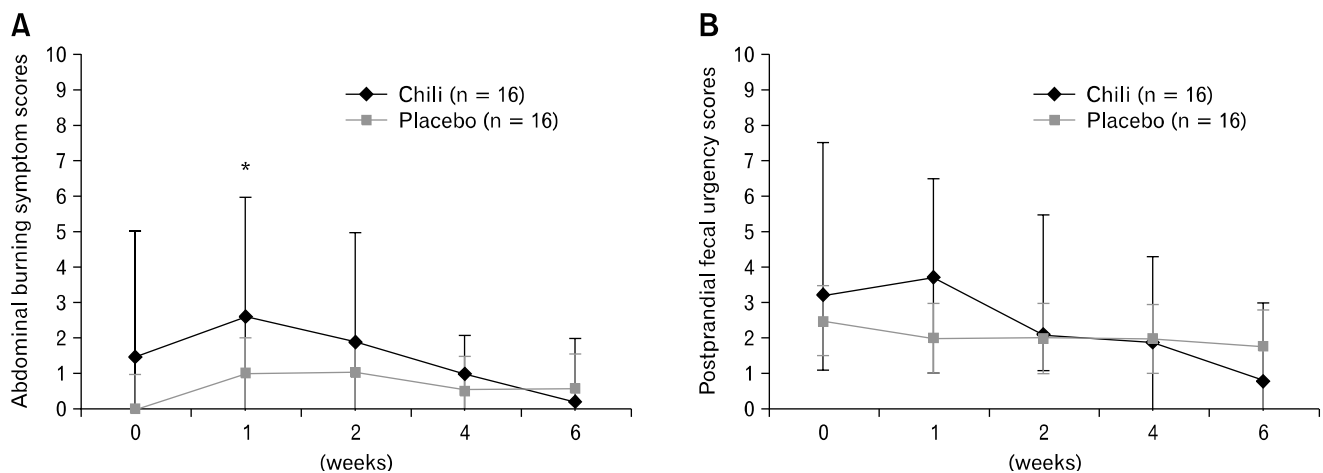 A
Abdominal burning symptom scores
10
9
8
7
6
5
4
3
2
1
0
Chili (n = 16)
Placebo (n = 16)
*
0 1 2 4 6
(weeks)
B
Postprandial fecal urgency scores
10
9
8
7
6
5
4
3
2
1
0
Chili (n = 16)
Placebo (n = 16)
0 1 2 4 6
(weeks)